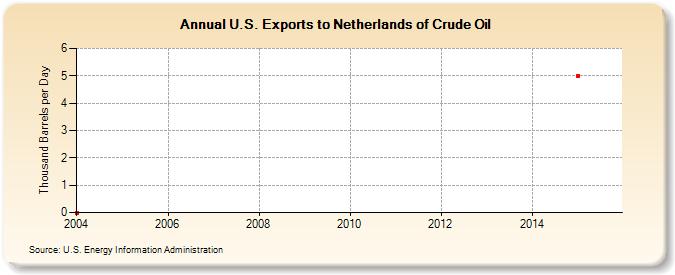 Annual U.S. Exports to Netherlands of Crude Oil
Thousand Barrels per Day
6
5
4
3
2
1
0
2004 2006 2008 2010 2012 2014
Source: U.S. Energy Information Administration